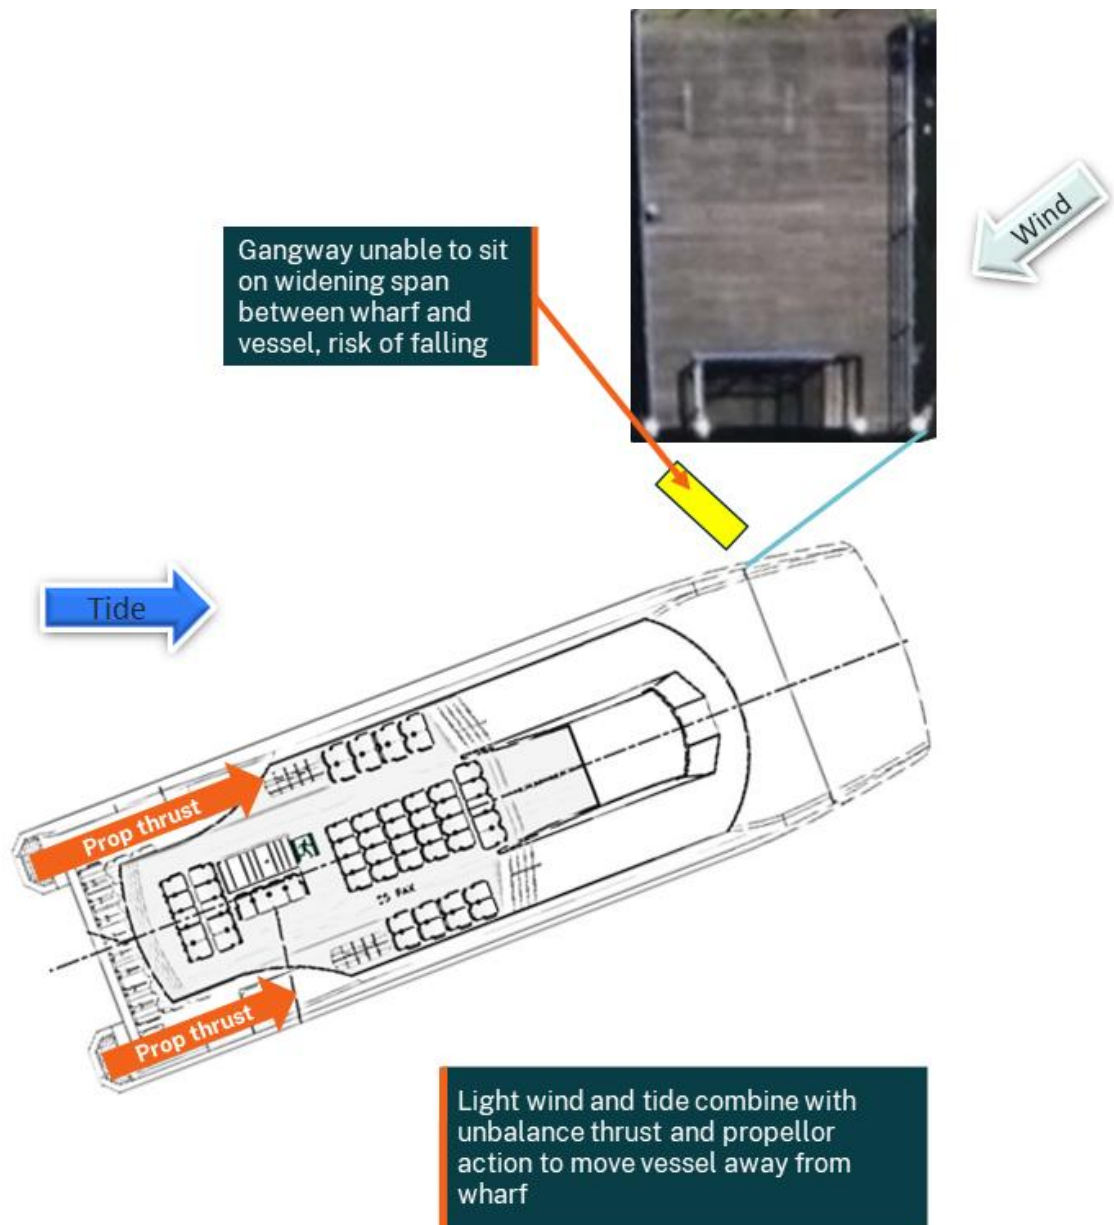 Wind
Gangway unable to sit
on widening span
between wharf and
vessel, risk of falling
Tide
Prop thrust
PAX
Prop thrust
Light wind and tide combine with
unbalance thrust and propellor
action to move vessel away from
wharf